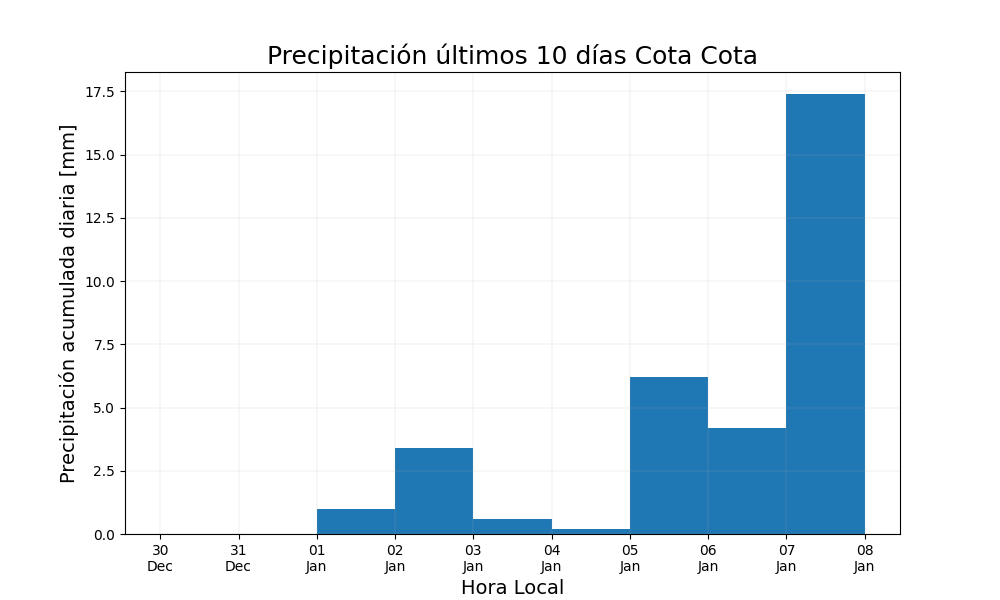 Precipitación últimos 10 días Cota Cota
Precipitación acumulada diaria [mm]
17.5
15.0
12.5
10.0
7.5
5.0
2.5
0.0
30 31 01 02 03 04 05 06 07 08
Dec Dec Jan Jan Jan Jan Jan Jan Jan Jan
Hora Local